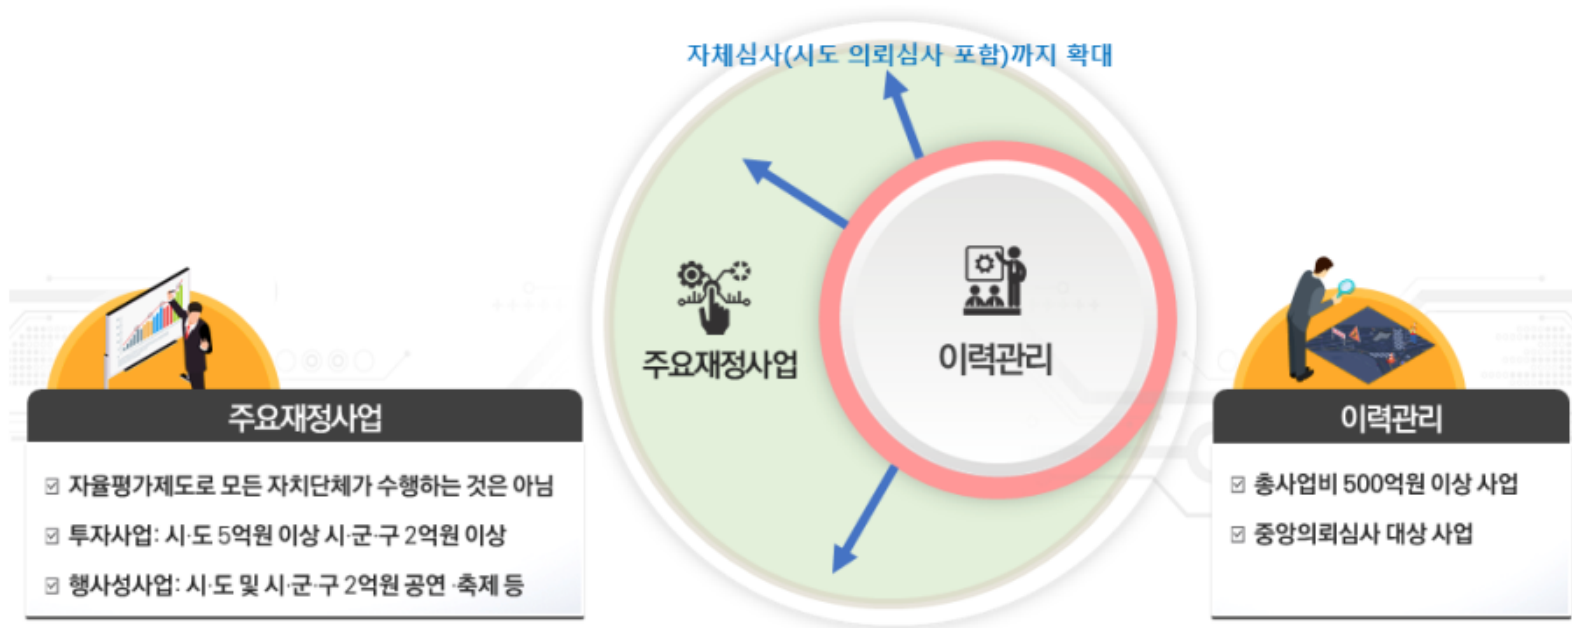 자체심사(시도 의뢰심사 포함)까지 확대
주요재정사업
이력관리
주요재정사업
자율평가제도로 모든 자치단체가 수행하는 것은 아님
투자사업: 시·도 5억원 이상 시·군·구 2억원 이상
행사성사업: 시·도 및 시·군·구 2억원 공연 ·축제 등
이력관리
총사업비 500억원 이상 사업
중앙의뢰심사 대상 사업